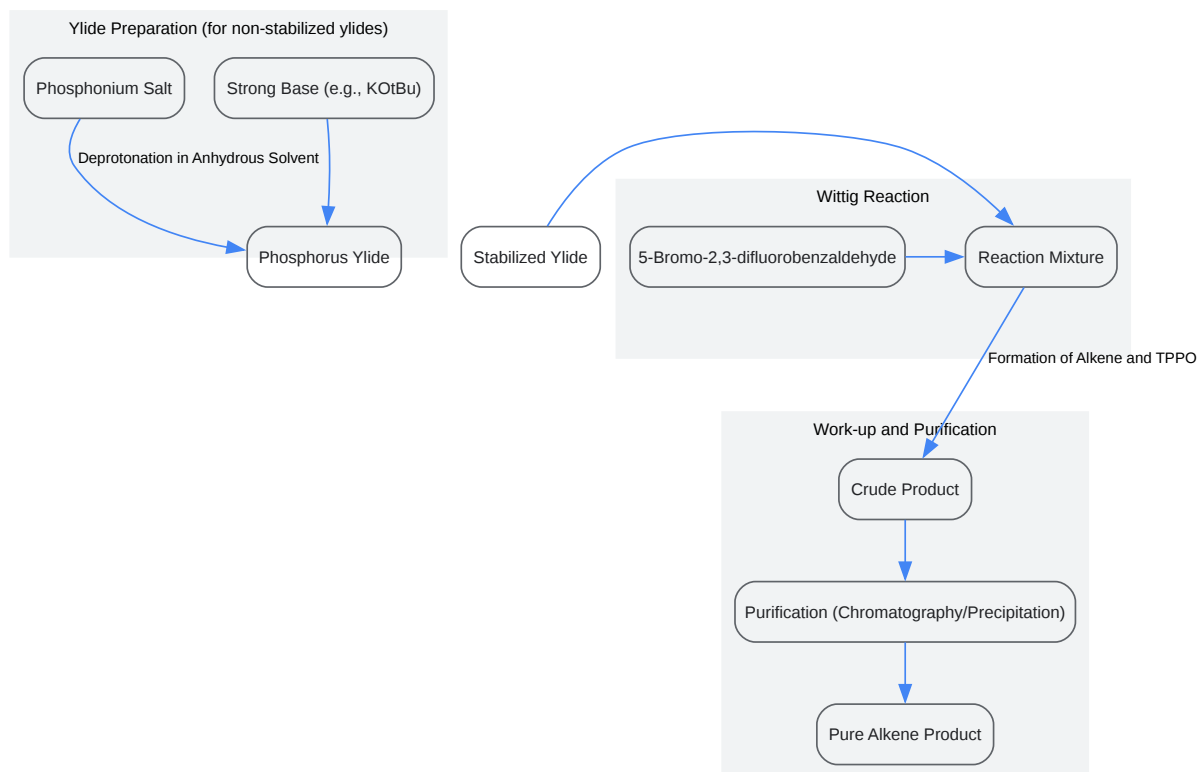 Ylide Preparation (for non-stabilized ylides)
Phosphonium Salt
Strong Base (e.g., KOtBu)
Deprotonation in Anhydrous Solvent
Phosphorus Ylide
Stabilized Ylide
Wittig Reaction
5-Bromo-2,3-difluorobenzaldehyde
Reaction Mixture
Formation of Alkene and TPPO
Work-up and Purification
Crude Product
Purification (Chromatography/Precipitation)
Pure Alkene Product